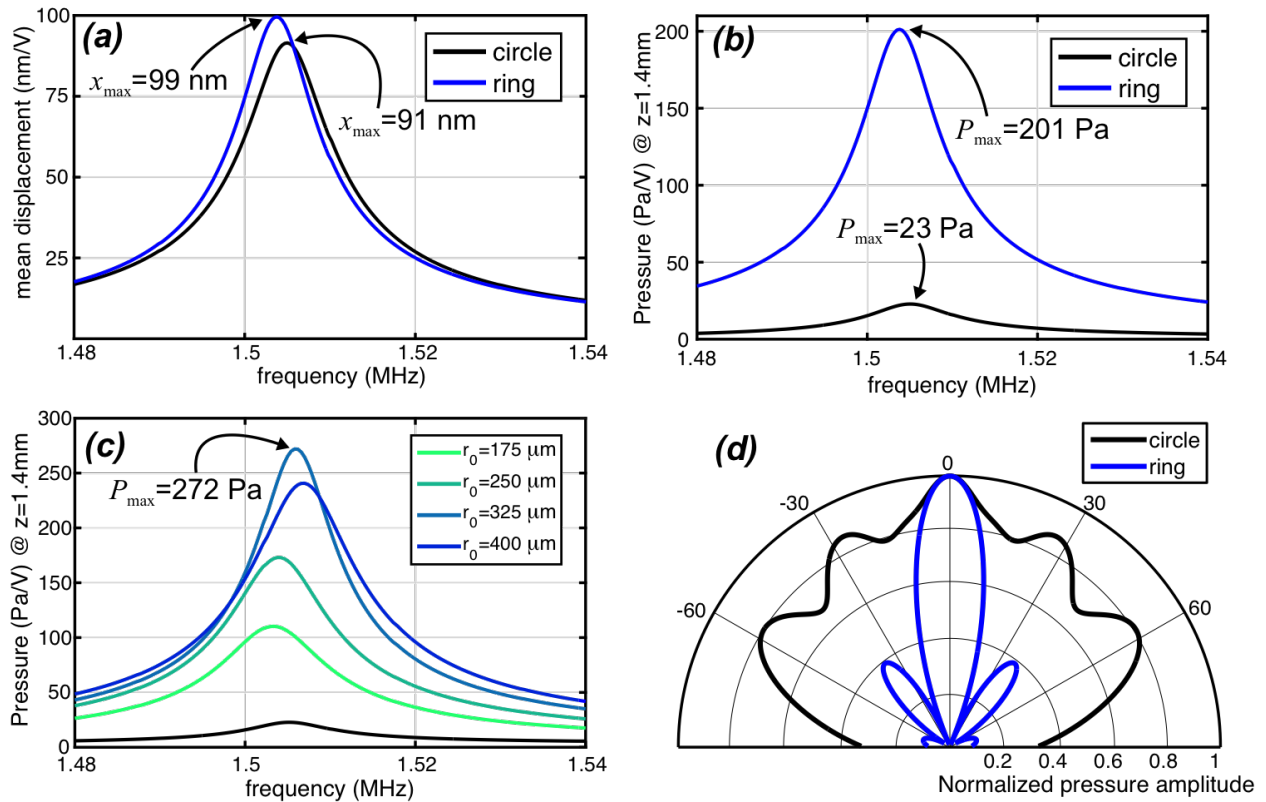 (a)
100
75
50
25
mean displacement (nm/V)
x_max=99 nm
x_max=91 nm
circle
ring
1.48
1.5
1.52
1.54
frequency (MHz)
(b)
200
150
100
50
0
Pressure (Pa/V) @ z=1.4mm
circle
ring
P_max=201 Pa
P_max=23 Pa
1.48
1.5
1.52
1.54
frequency (MHz)
(c)
300
250
200
150
100
50
0
Pressure (Pa/V) @ z=1.4mm
P_max=272 Pa
r₀=175 μm
r₀=250 μm
r₀=325 μm
r₀=400 μm
1.48
1.5
1.52
1.54
frequency (MHz)
(d)
circle
ring
0
-30
30
-60
60
0.2
0.4
0.6
0.8
1
Normalized pressure amplitude